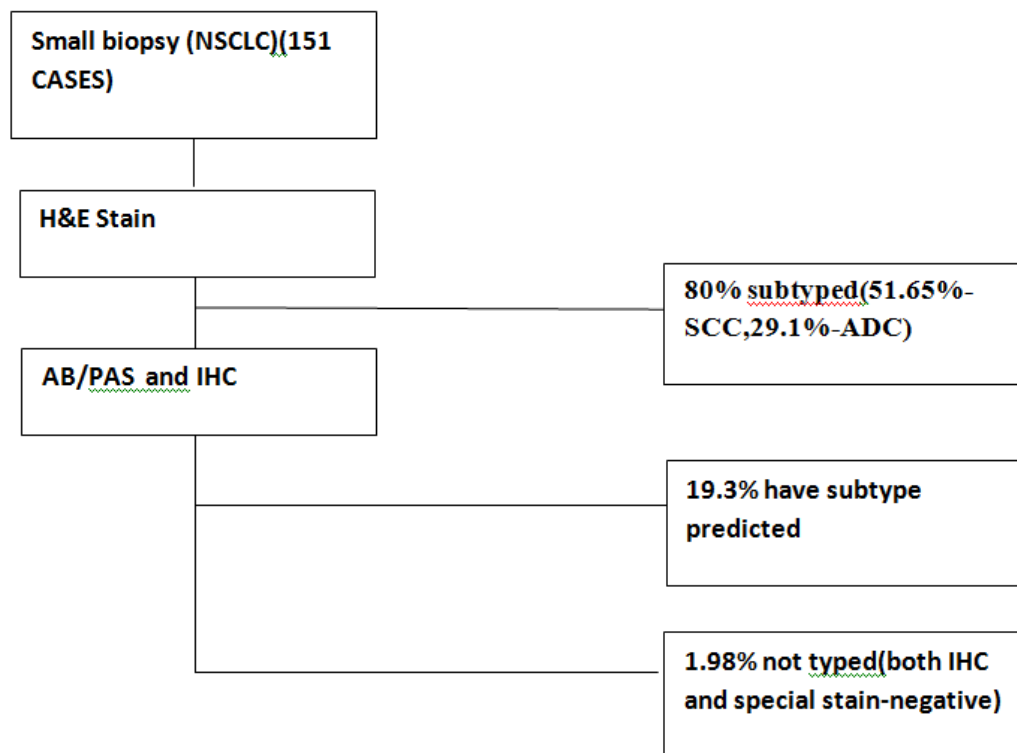 Small biopsy (NSCLC)(151
CASES)
H&E Stain
80% subtyped(51.65%-
SCC,29.1%-ADC)
AB/PAS and IHC
19.3% have subtype
predicted
1.98% not typed(both IHC
and special stain-negative)